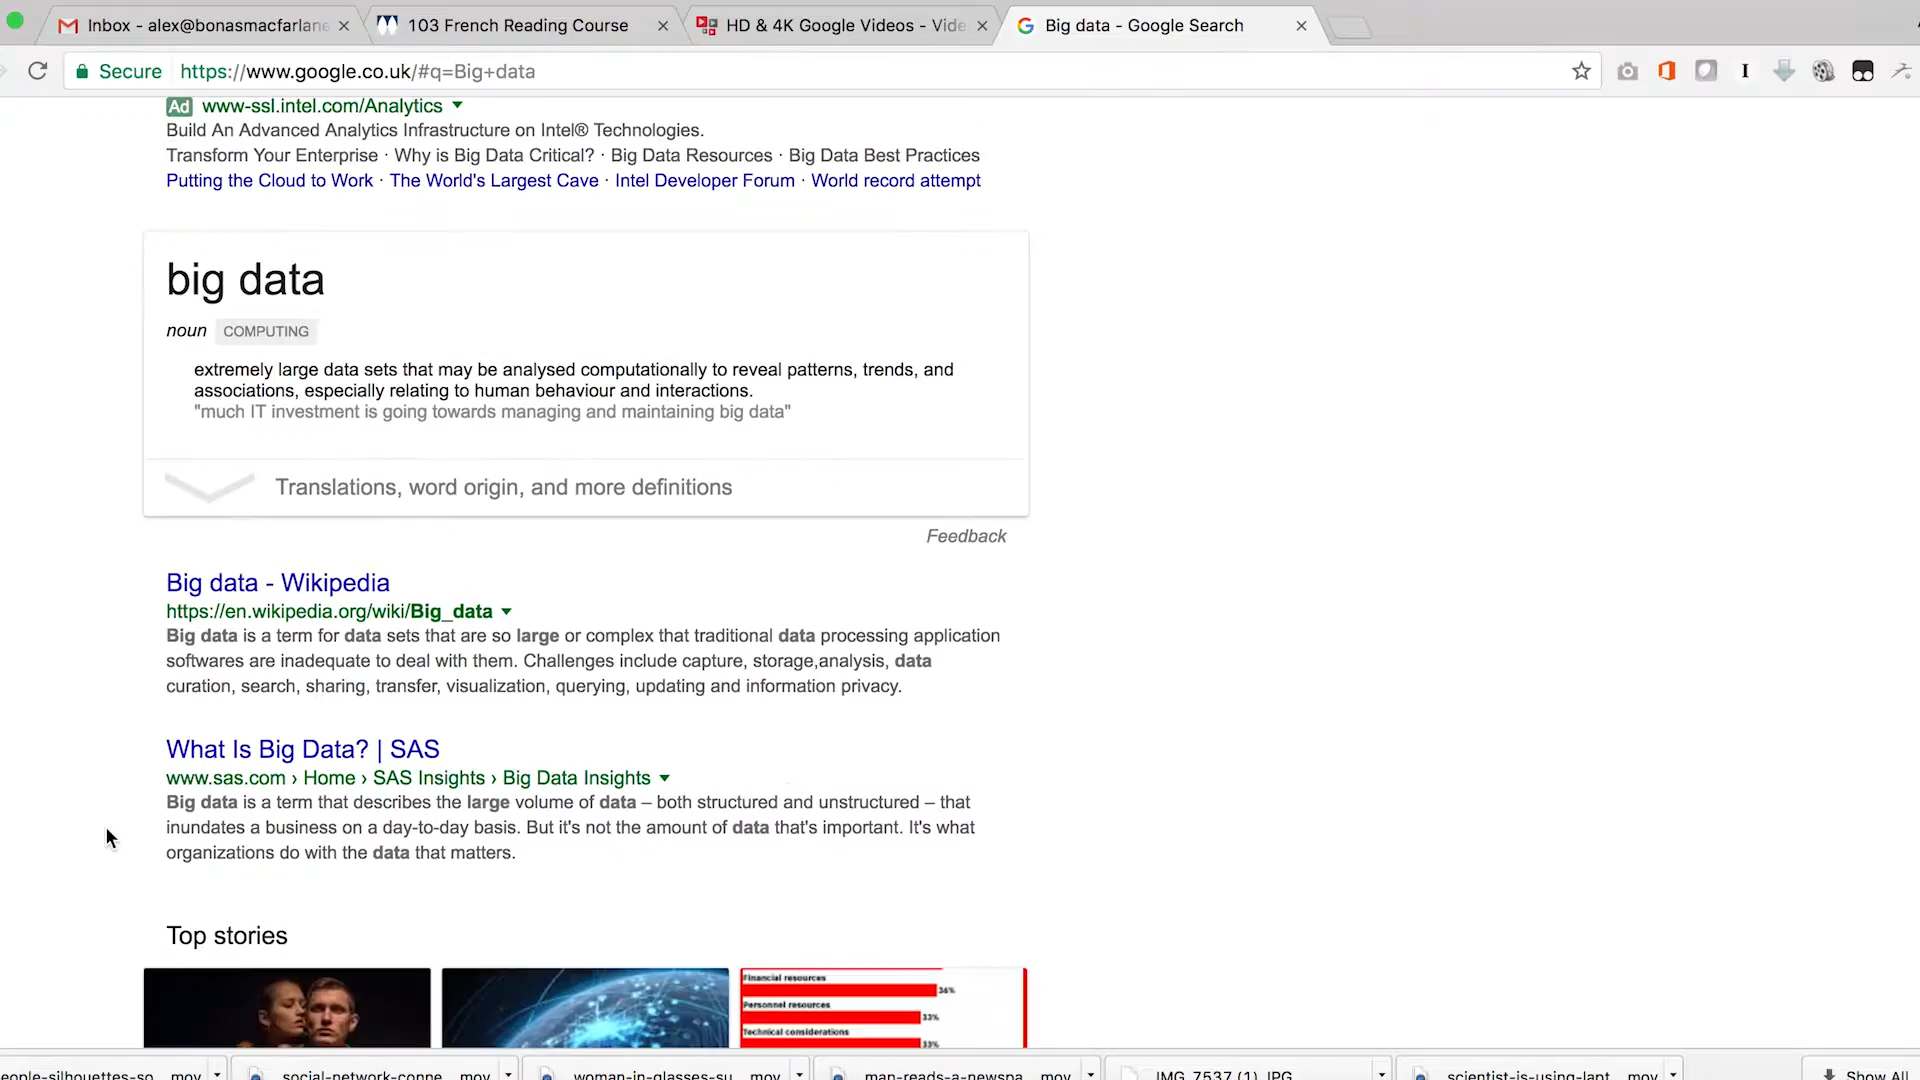 Inbox - alex@bonasmacfarlane
103 French Reading Course
HD & 4K Google Videos - Vide
Big data - Google Search
Secure https://www.google.co.uk/#q=Big+data
Ad www-ssl.intel.com/Analytics
Build An Advanced Analytics Infrastructure on Intel® Technologies.
Transform Your Enterprise · Why is Big Data Critical? · Big Data Resources · Big Data Best Practices
Putting the Cloud to Work · The World's Largest Cave · Intel Developer Forum · World record attempt
big data
noun COMPUTING
extremely large data sets that may be analysed computationally to reveal patterns, trends, and
associations, especially relating to human behaviour and interactions.
"much IT investment is going towards managing and maintaining big data"
Translations, word origin, and more definitions
Feedback
Big data - Wikipedia
https://en.wikipedia.org/wiki/Big_data
Big data is a term for data sets that are so large or complex that traditional data processing application
softwares are inadequate to deal with them. Challenges include capture, storage,analysis, data
curation, search, sharing, transfer, visualization, querying, updating and information privacy.
What Is Big Data? | SAS
www.sas.com › Home › SAS Insights › Big Data Insights
Big data is a term that describes the large volume of data – both structured and unstructured – that
inundates a business on a day-to-day basis. But it's not the amount of data that's important. It's what
organizations do with the data that matters.
Top stories
Financial resources
36%
Personnel resources
33%
Technical considerations
33%
eople-silhouettes-so....mov
social-network-conne....mov
woman-in-glasses-su....mov
man-reads-a-newspa....mov
IMG_7537 (1).JPG
scientist-is-using-lapt....mov
Show All